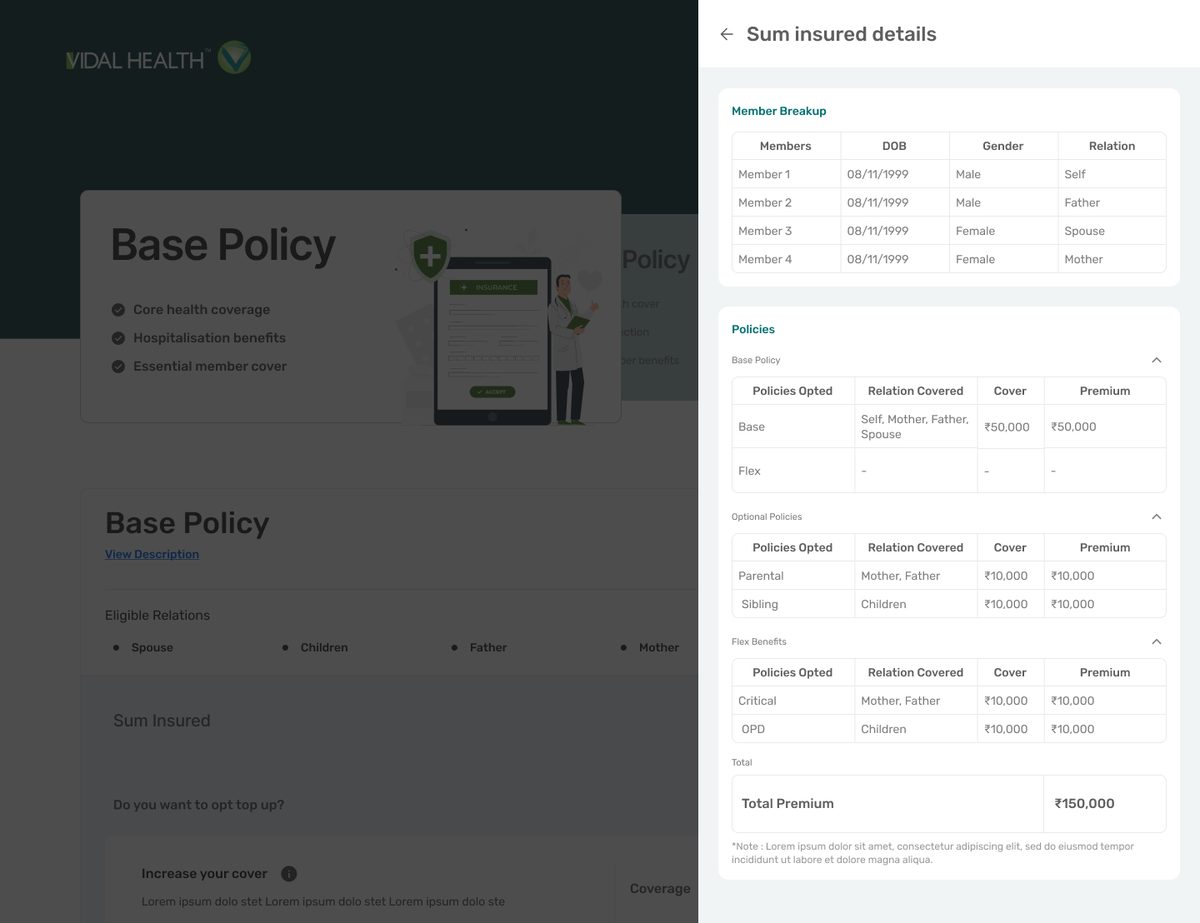 VIDAL HEALTH™
Base Policy
Core health coverage
Hospitalisation benefits
Essential member cover
INSURANCE
ACCEPT
Policy
h cover
ction
per benefits
Base Policy
View Description
Eligible Relations
Spouse Children Father Mother
Sum Insured
Do you want to opt top up?
Increase your cover i
Lorem ipsum dolo stet Lorem ipsum dolo stet Lorem ipsum dolo ste
Coverage
Sum insured details
Member Breakup
Members DOB Gender Relation
Member 1 08/11/1999 Male Self
Member 2 08/11/1999 Male Father
Member 3 08/11/1999 Female Spouse
Member 4 08/11/1999 Female Mother
Policies
Base Policy
Policies Opted Relation Covered Cover Premium
Base Self, Mother, Father, ₹50,000 ₹50,000
Spouse
Flex - - -
Optional Policies
Policies Opted Relation Covered Cover Premium
Parental Mother, Father ₹10,000 ₹10,000
Sibling Children ₹10,000 ₹10,000
Flex Benefits
Policies Opted Relation Covered Cover Premium
Critical Mother, Father ₹10,000 ₹10,000
OPD Children ₹10,000 ₹10,000
Total
Total Premium ₹150,000
*Note : Lorem ipsum dolor sit amet, consectetur adipiscing elit, sed do eiusmod tempor
incididunt ut labore et dolore magna aliqua.